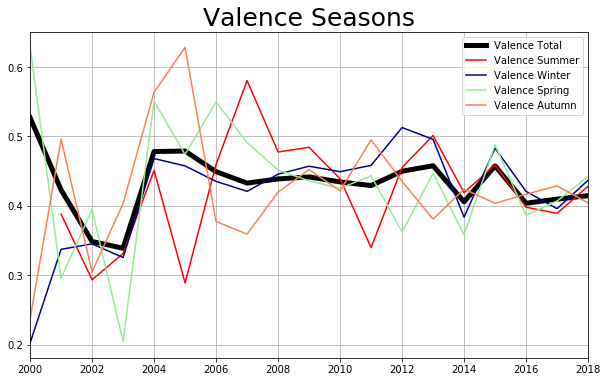 Valence Seasons
Valence Total
Valence Summer
Valence Winter
Valence Spring
Valence Autumn
0.6
0.5
0.4
0.3
0.2
2000 2002 2004 2006 2008 2010 2012 2014 2016 2018